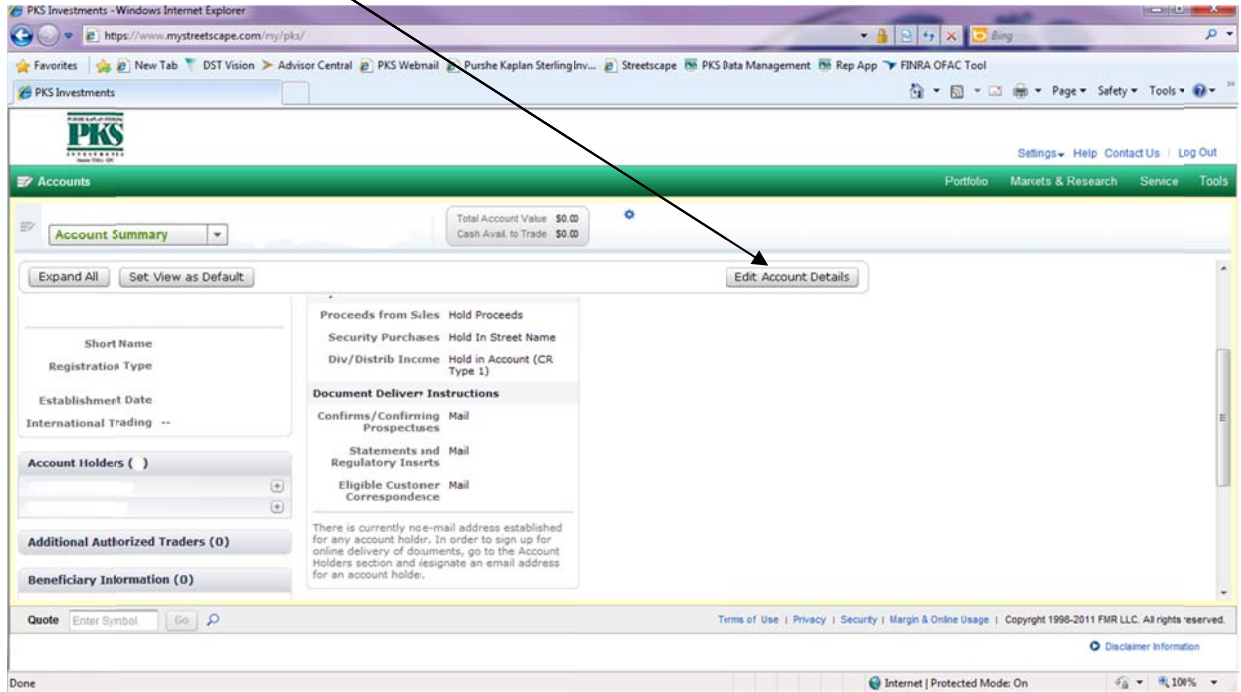 PKS Investments - Windows Internet Explorer
https://www.mystreetscape.com/my/pks/
Bing
Favorites New Tab DST Vision Advisor Central PKS Webmail Purshe Kaplan Sterling Inv... Streetscape PKS Data Management Rep App FINRA OFAC Tool
PKS Investments
Page Safety Tools
PKS
INVESTMENTS
Settings Help Contact Us | Log Out
Accounts Portfolio Markets & Research Service Tools
Account Summary
Total Account Value $0.00
Cash Avail. to Trade $0.00
Expand All Set View as Default Edit Account Details
Short Name
Registration Type
Establishment Date
International Trading --
Account Holders ( )
Additional Authorized Traders (0)
Beneficiary Information (0)
Proceeds from Sales Hold Proceeds
Security Purchases Hold In Street Name
Div/Distrib Income Hold in Account (CR
Type 1)
Document Delivery Instructions
Confirms/Confirming Mail
Prospectuses
Statements and Mail
Regulatory Inserts
Eligible Customer Mail
Correspondence
There is currently no e-mail address established
for any account holder. In order to sign up for
online delivery of documents, go to the Account
Holders section and designate an email address
for an account holder.
Quote Enter Symbol Go
Terms of Use | Privacy | Security | Margin & Online Usage | Copyright 1998-2011 FMR LLC. All rights reserved.
Disclaimer Information
Done Internet | Protected Mode: On 100%